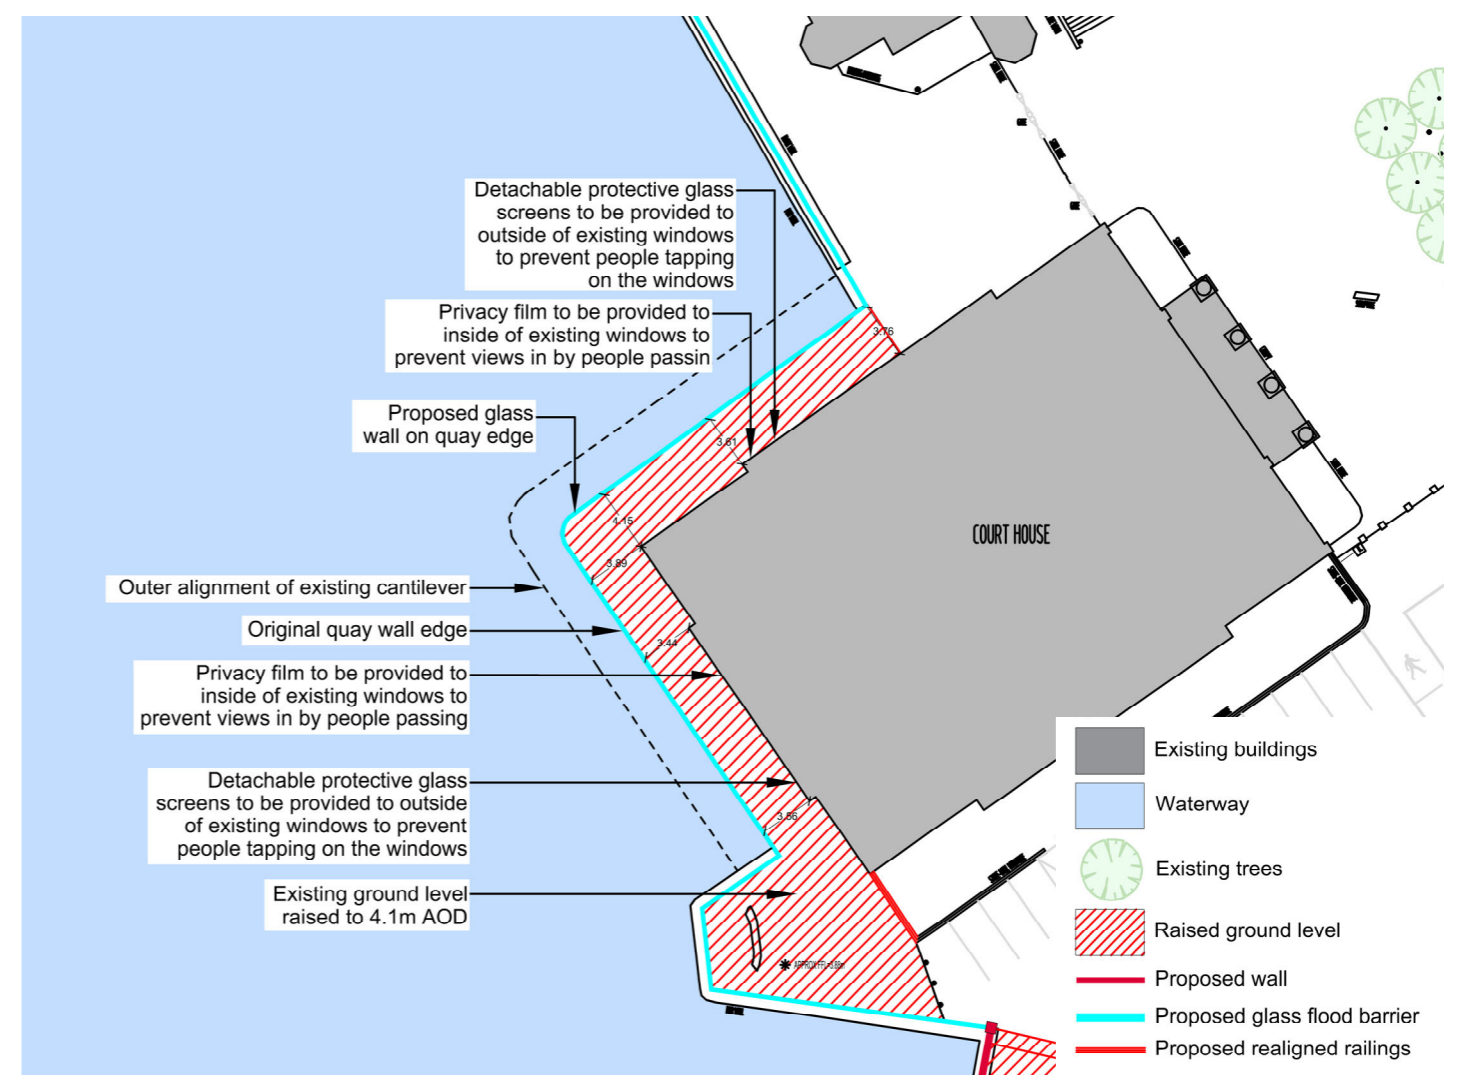 Detachable protective glass
screens to be provided to
outside of existing windows
to prevent people tapping
on the windows
Privacy film to be provided to
inside of existing windows to
prevent views in by people passin
Proposed glass
wall on quay edge
Outer alignment of existing cantilever
Original quay wall edge
Privacy film to be provided to
inside of existing windows to
prevent views in by people passing
Detachable protective glass
screens to be provided to outside
of existing windows to prevent
people tapping on the windows
Existing ground level
raised to 4.1m AOD
3.76
3.61
4.15
3.89
3.44
3.56
COURT HOUSE
Existing buildings
Waterway
Existing trees
Raised ground level
Proposed wall
Proposed glass flood barrier
Proposed realigned railings